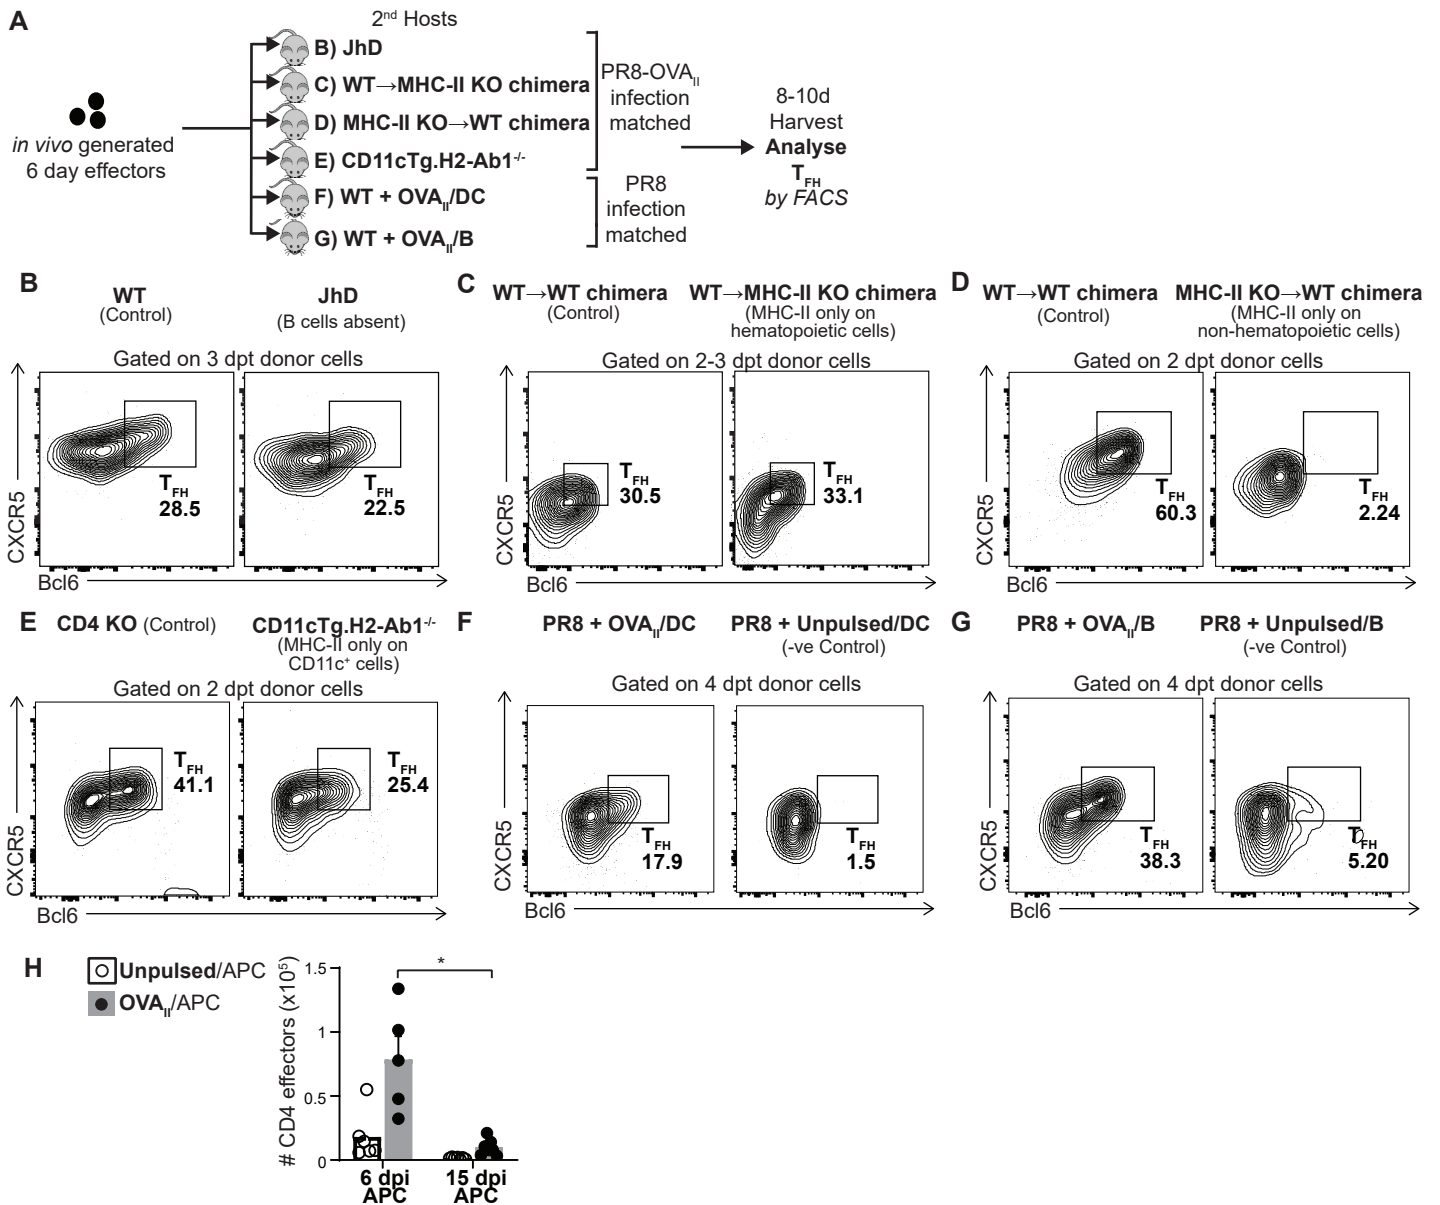 A
2nd Hosts
B) JhD
C) WT→MHC-II KO chimera
D) MHC-II KO→WT chimera
E) CD11cTg.H2-Ab1-/-
F) WT + OVAII/DC
G) WT + OVAII/B
in vivo generated
6 day effectors
PR8-OVAII
infection
matched
PR8
infection
matched
8-10d
Harvest
Analyse
TFH
by FACS
B
WT
(Control)
JhD
(B cells absent)
Gated on 3 dpt donor cells
CXCR5
TFH
28.5
TFH
22.5
Bcl6
C
WT→WT chimera
(Control)
WT→MHC-II KO chimera
(MHC-II only on
hematopoietic cells)
Gated on 2-3 dpt donor cells
CXCR5
TFH
30.5
TFH
33.1
Bcl6
D
WT→WT chimera
(Control)
MHC-II KO→WT chimera
(MHC-II only on
non-hematopoietic cells)
Gated on 2 dpt donor cells
CXCR5
TFH
60.3
TFH
2.24
Bcl6
E
CD4 KO (Control)
CD11cTg.H2-Ab1-/-
(MHC-II only on
CD11c+ cells)
Gated on 2 dpt donor cells
CXCR5
TFH
41.1
TFH
25.4
Bcl6
F
PR8 + OVAII/DC
PR8 + Unpulsed/DC
(-ve Control)
Gated on 4 dpt donor cells
CXCR5
TFH
17.9
TFH
1.5
Bcl6
G
PR8 + OVAII/B
PR8 + Unpulsed/B
(-ve Control)
Gated on 4 dpt donor cells
CXCR5
TFH
38.3
TFH
5.20
Bcl6
H
Unpulsed/APC
OVAII/APC
# CD4 effectors (x10⁵)
1.5
1
0.5
0
*
6 dpi
APC
15 dpi
APC